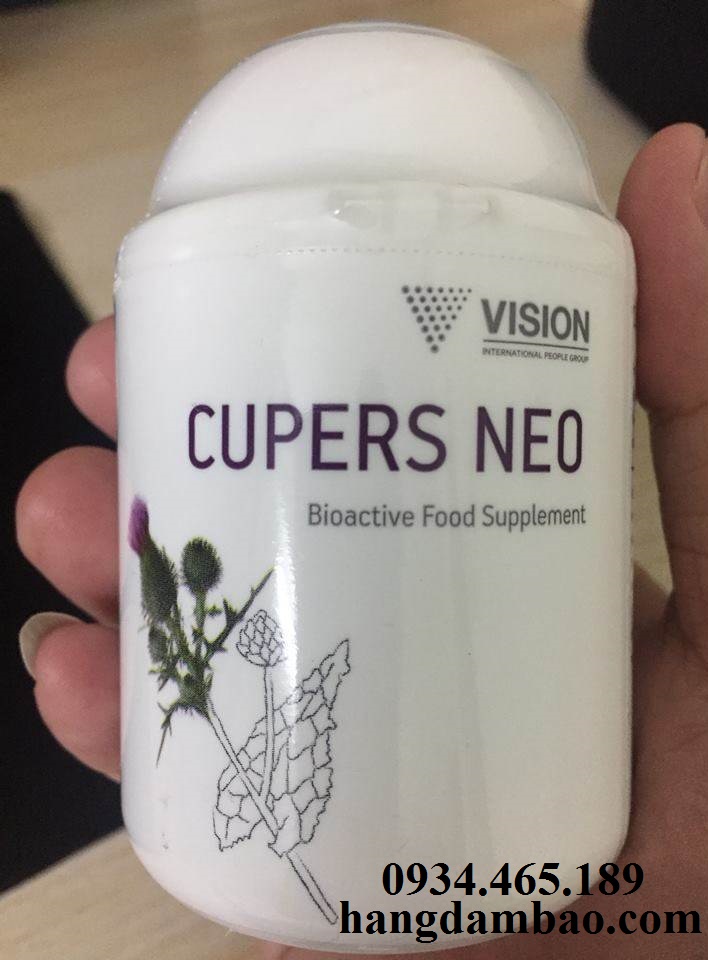 VISION
INTERNATIONAL PEOPLE GROUP
CUPERS NEO
Bioactive Food Supplement
0934.465.189
hangdambao.com